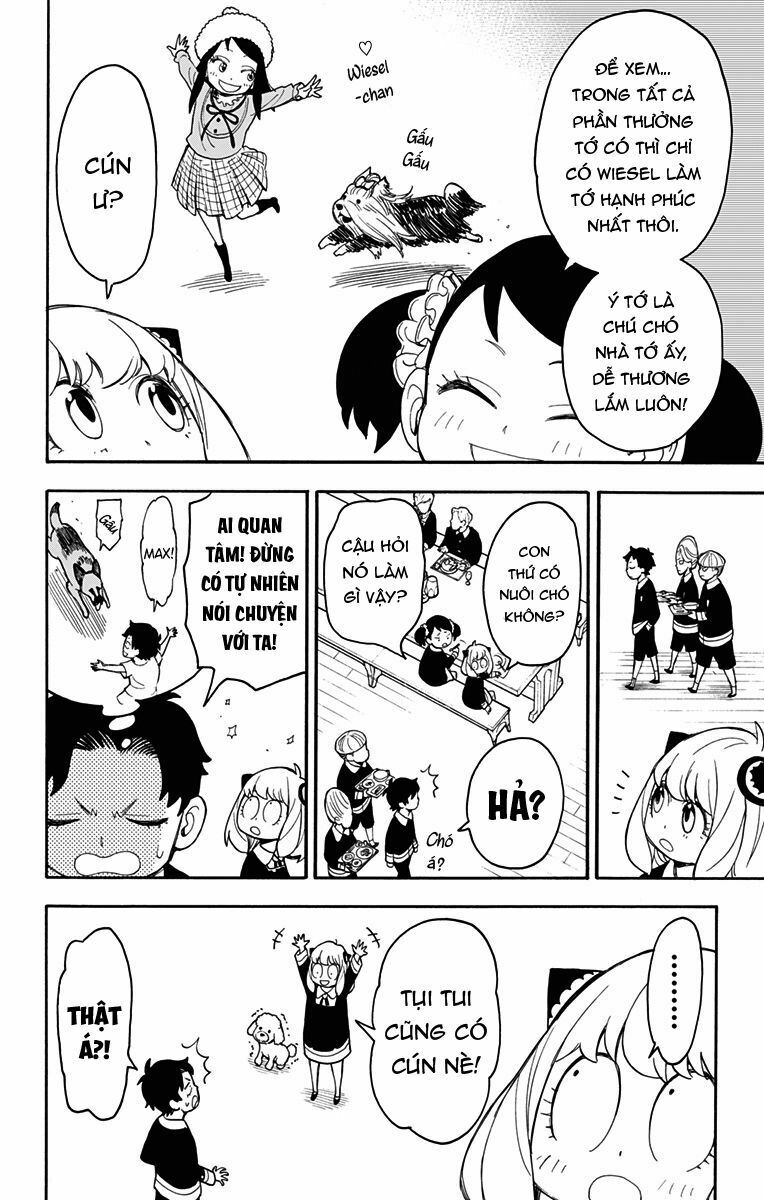 ĐỂ XEM...
TRONG TẤT CẢ
PHẦN THƯỞNG
TỚ CÓ THÌ CHỈ
CÓ WIESEL LÀM
TỚ HẠNH PHÚC
NHẤT THÔI.
Ý TỚ LÀ
CHÚ CHÓ
NHÀ TỚ ẤY,
DỄ THƯƠNG
LẮM LUÔN!
♡
Wiesel
-chan
Gấu
Gấu
CÚN
Ư?
CON
THỨ CÓ
NUÔI CHÓ
KHÔNG?
CẬU HỎI
NÓ LÀM
GÌ VẬY?
HẢ?
Chó
á?
AI QUAN
TÂM! ĐỪNG
CÓ TỰ NHIÊN
NÓI CHUYỆN
VỚI TA!
MAX!
Gâu
.........
TỤI TUI
CŨNG CÓ
CÚN NÈ!
THẬT
Á?!